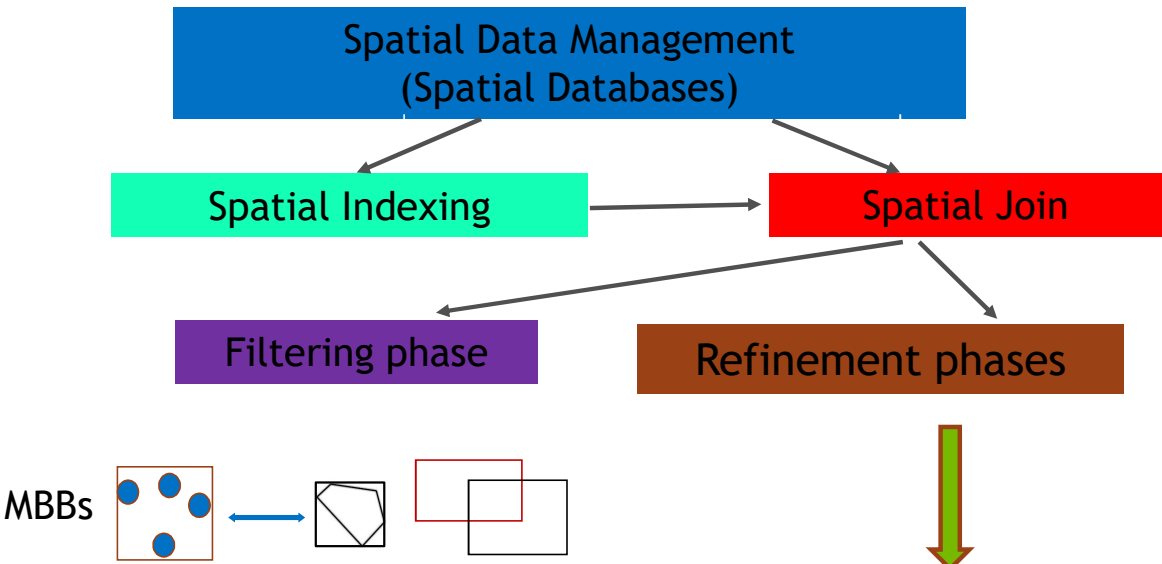 Spatial Data Management
(Spatial Databases)
Spatial Indexing
Spatial Join
Filtering phase
Refinement phases
MBBs